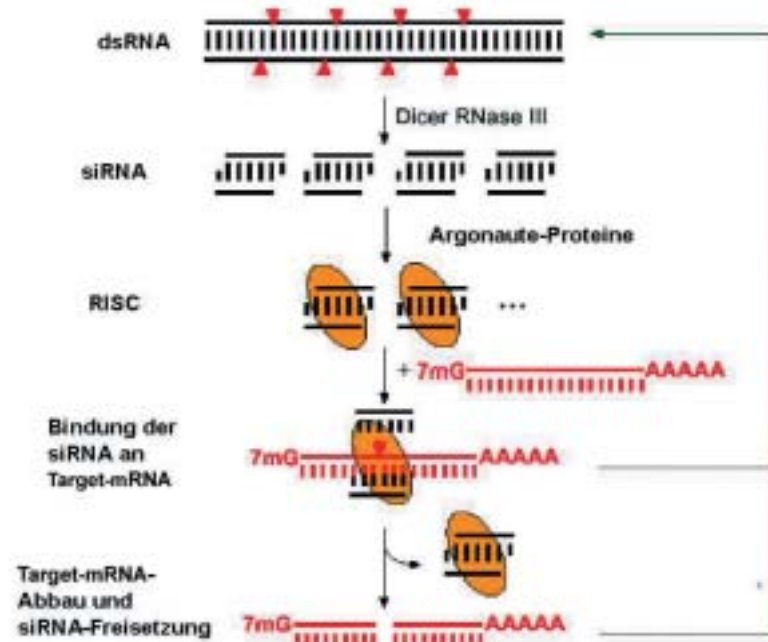 dsRNA
Dicer RNase III
siRNA
Argonaute-Proteine
RISC
...
+ 7mG AAAAA
Bindung der
siRNA an
Target-mRNA
7mG AAAAA
Target-mRNA-
Abbau und
siRNA-Freisetzung
7mG AAAAA